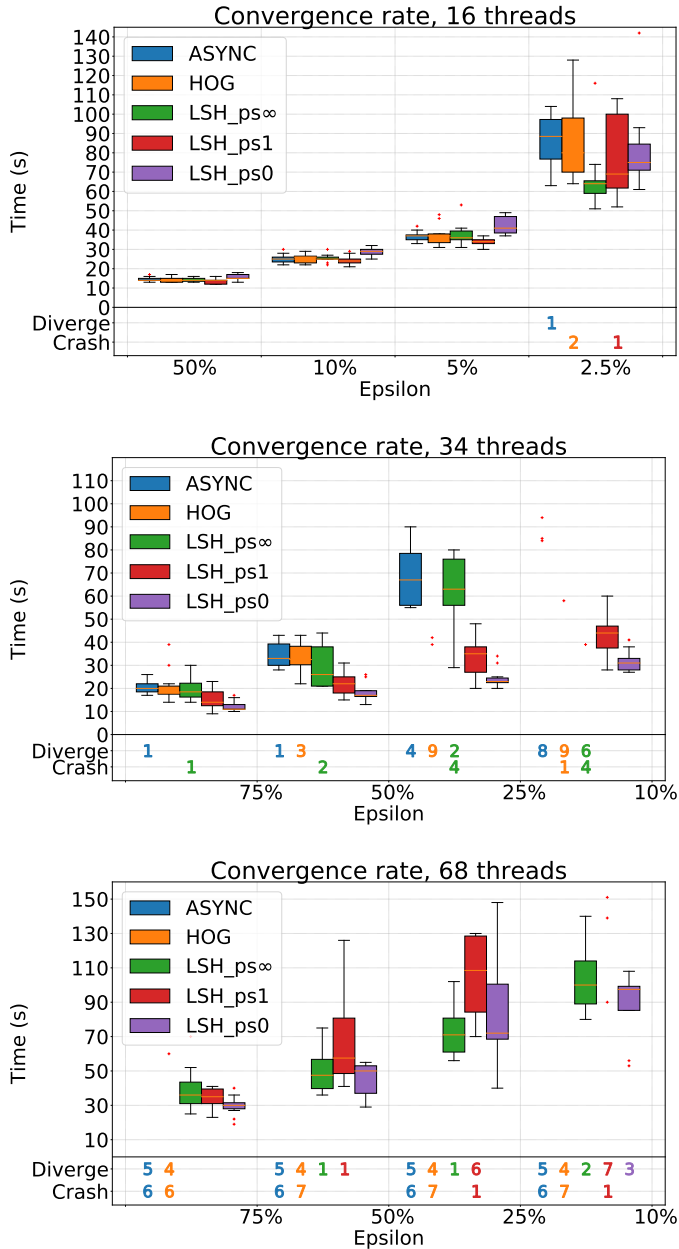 Convergence rate, 16 threads
140
130
120
110
100
90
80
70
60
50
40
30
20
10
0
Time (s)
ASYNC
HOG
LSH_ps∞
LSH_ps1
LSH_ps0
Diverge 1
Crash 2 1
50% 10% 5% 2.5%
Epsilon
Convergence rate, 34 threads
110
100
90
80
70
60
50
40
30
20
10
0
Time (s)
ASYNC
HOG
LSH_ps∞
LSH_ps1
LSH_ps0
Diverge 1 1 3 4 9 2 8 9 6
Crash 1 2 4 1 4
75% 50% 25% 10%
Epsilon
Convergence rate, 68 threads
150
130
110
90
70
50
30
10
Time (s)
ASYNC
HOG
LSH_ps∞
LSH_ps1
LSH_ps0
Diverge 5 4 5 4 1 1 5 4 1 6 5 4 2 7 3
Crash 6 6 6 7 6 7 1 6 7 1
75% 50% 25% 10%
Epsilon